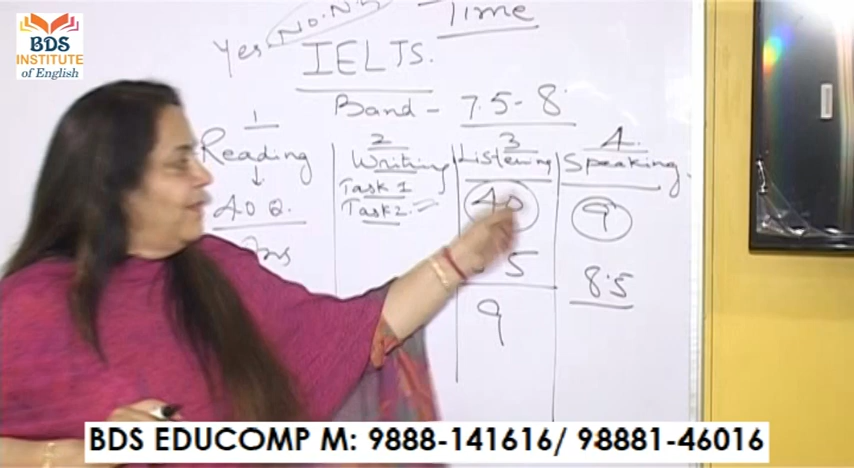 BDS
INSTITUTE
of English
Time
Yes. No. N
IELTS.
Band - 7.5 - 8.
1
Reading
↓
40 Q.
2
Writing
Task 1
Task 2.
3
Listening
40
5
9
4.
Speaking.
9
8.5
BDS EDUCOMP M: 9888-141616/ 98881-46016